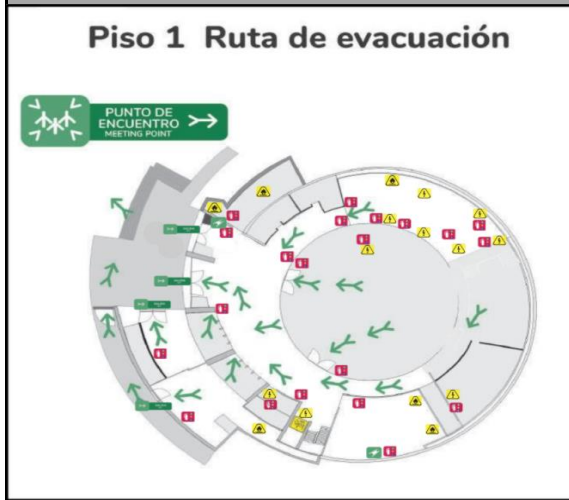 Piso 1 Ruta de evacuación
PUNTO DE
ENCUENTRO
MEETING POINT